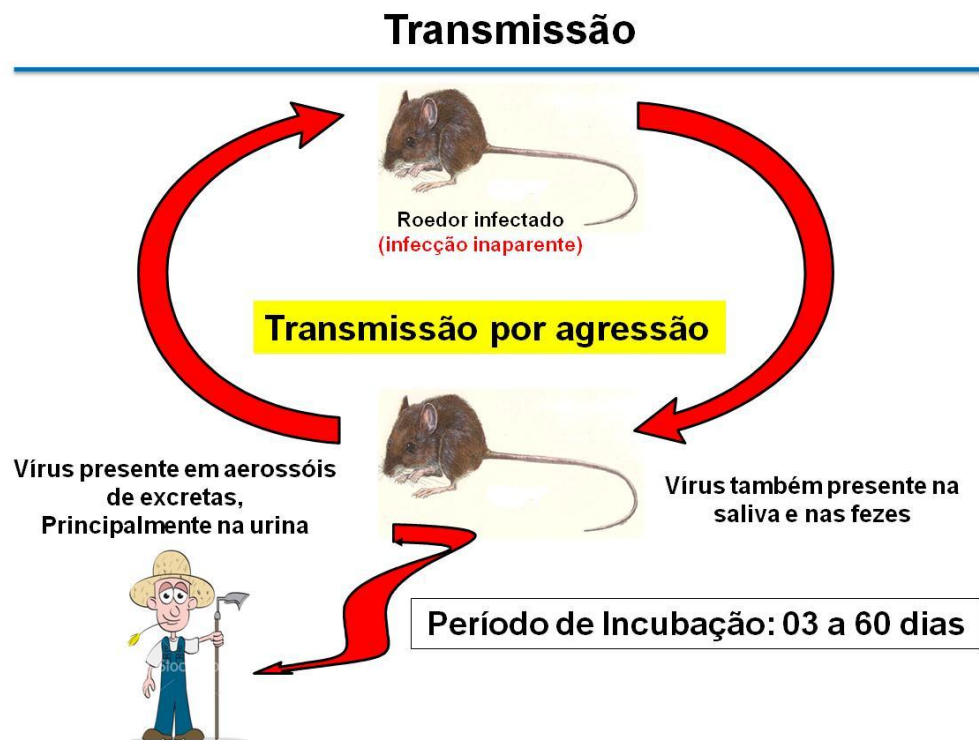 Transmissão
Roedor infectado
(infecção inaparente)
Transmissão por agressão
Vírus presente em aerossóis
de excretas,
Principalmente na urina
Vírus também presente na
saliva e nas fezes
Período de Incubação: 03 a 60 dias